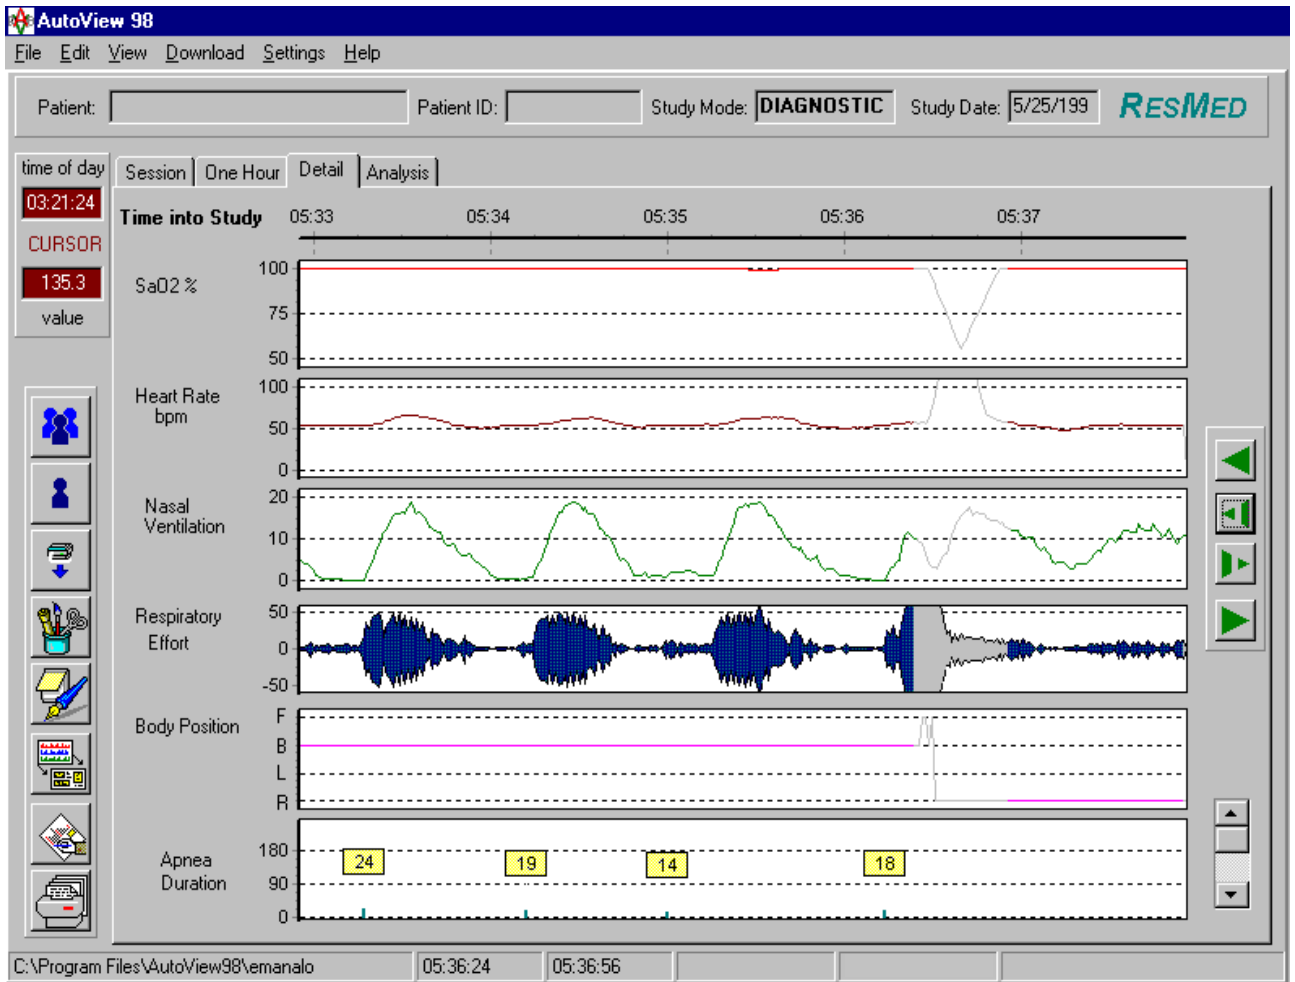 AutoView 98
File Edit View Download Settings Help
Patient: Patient ID: Study Mode: DIAGNOSTIC Study Date: 5/25/199 RESMED
time of day
03:21:24
CURSOR
135.3
value
Session One Hour Detail Analysis
Time into Study 05:33 05:34 05:35 05:36 05:37
SaO2 %
100
75
50
Heart Rate
bpm
100
50
0
Nasal
Ventilation
20
10
0
Respiratory
Effort
50
0
-50
Body Position
F
B
L
R
Apnea
Duration
180
90
0
24 19 14 18
C:\Program Files\AutoView98\emanalo 05:36:24 05:36:56